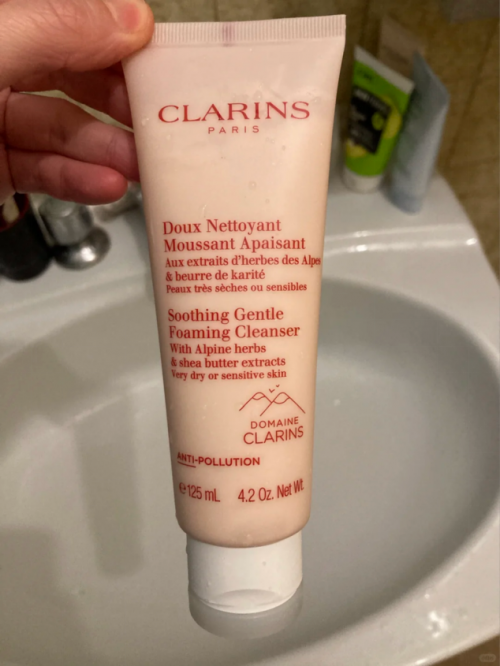 CLARINS
PARIS
Doux Nettoyant
Moussant Apaisant
Aux extraits d'herbes des Alpes
& beurre de karité
Peaux très sèches ou sensibles
Soothing Gentle
Foaming Cleanser
With Alpine herbs
& shea butter extracts
Very dry or sensitive skin
DOMAINE
CLARINS
ANTI-POLLUTION
℮125 mL 4.2 Oz. Net Wt.